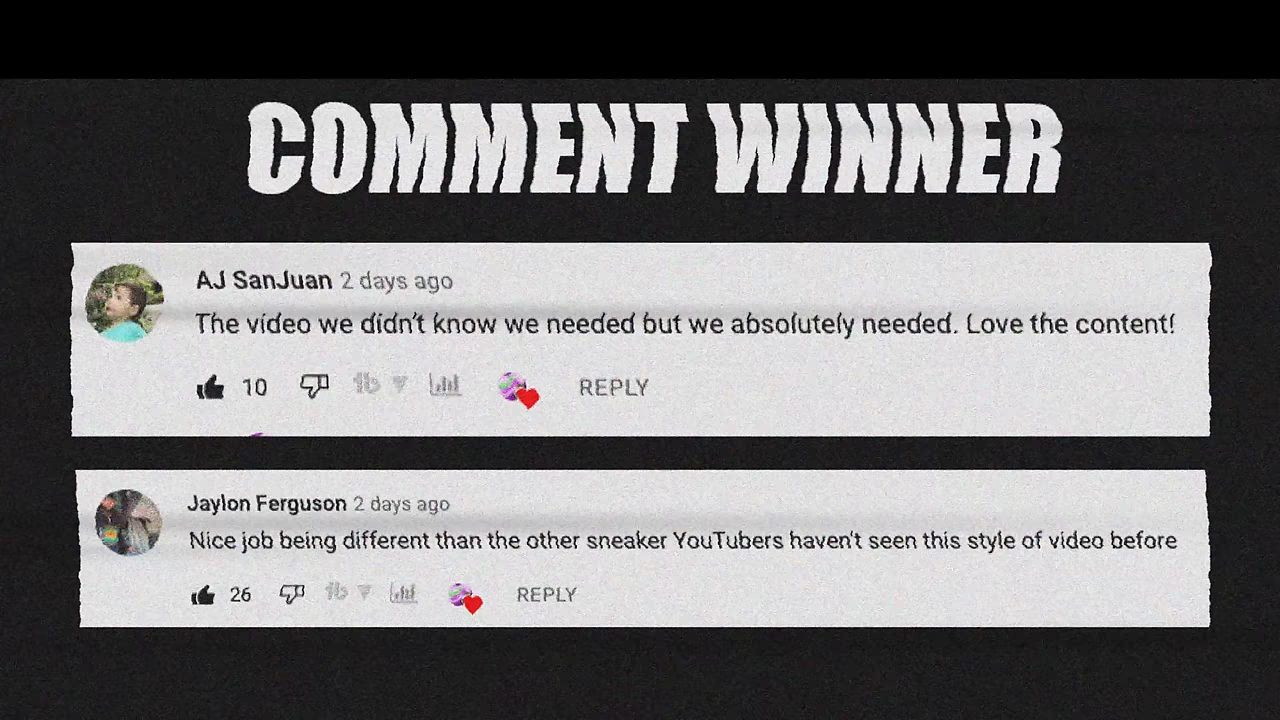 COMMENT WINNER
AJ SanJuan 2 days ago
The video we didn't know we needed but we absolutely needed. Love the content!
10 tb REPLY
Jaylon Ferguson 2 days ago
Nice job being different than the other sneaker YouTubers haven't seen this style of video before
26 tb REPLY